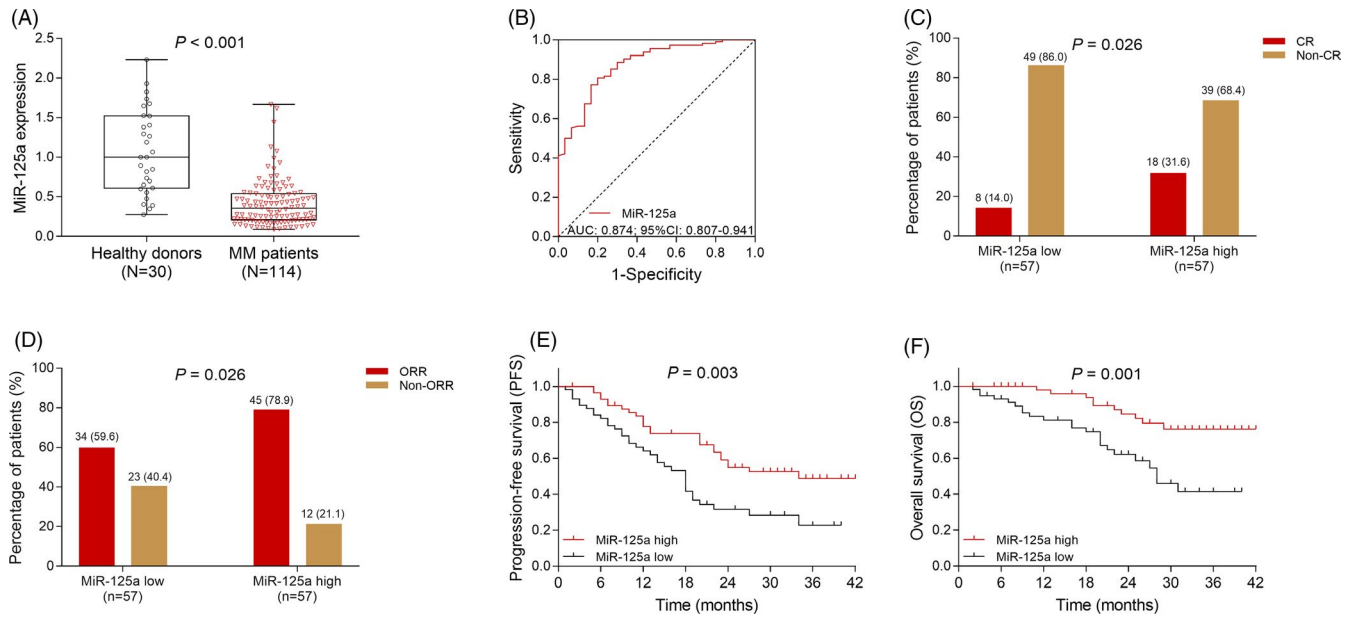 (A)
P < 0.001
2.5
2.0
1.5
1.0
0.5
0.0
MiR-125a expression
Healthy donors
(N=30)
MM patients
(N=114)
(B)
1.0
0.8
0.6
0.4
0.2
0.0
Sensitivity
MiR-125a
AUC: 0.874; 95%CI: 0.807-0.941
0.0 0.2 0.4 0.6 0.8 1.0
1-Specificity
(C)
P = 0.026
CR
Non-CR
100
80
60
40
20
0
Percentage of patients (%)
8 (14.0)
49 (86.0)
18 (31.6)
39 (68.4)
MiR-125a low
(n=57)
MiR-125a high
(n=57)
(D)
P = 0.026
ORR
Non-ORR
100
80
60
40
20
0
Percentage of patients (%)
34 (59.6)
23 (40.4)
45 (78.9)
12 (21.1)
MiR-125a low
(n=57)
MiR-125a high
(n=57)
(E)
P = 0.003
1.0
0.8
0.6
0.4
0.2
0.0
Progression-free survival (PFS)
MiR-125a high
MiR-125a low
0 6 12 18 24 30 36 42
Time (months)
(F)
P = 0.001
1.0
0.8
0.6
0.4
0.2
0.0
Overall survival (OS)
MiR-125a high
MiR-125a low
0 6 12 18 24 30 36 42
Time (months)